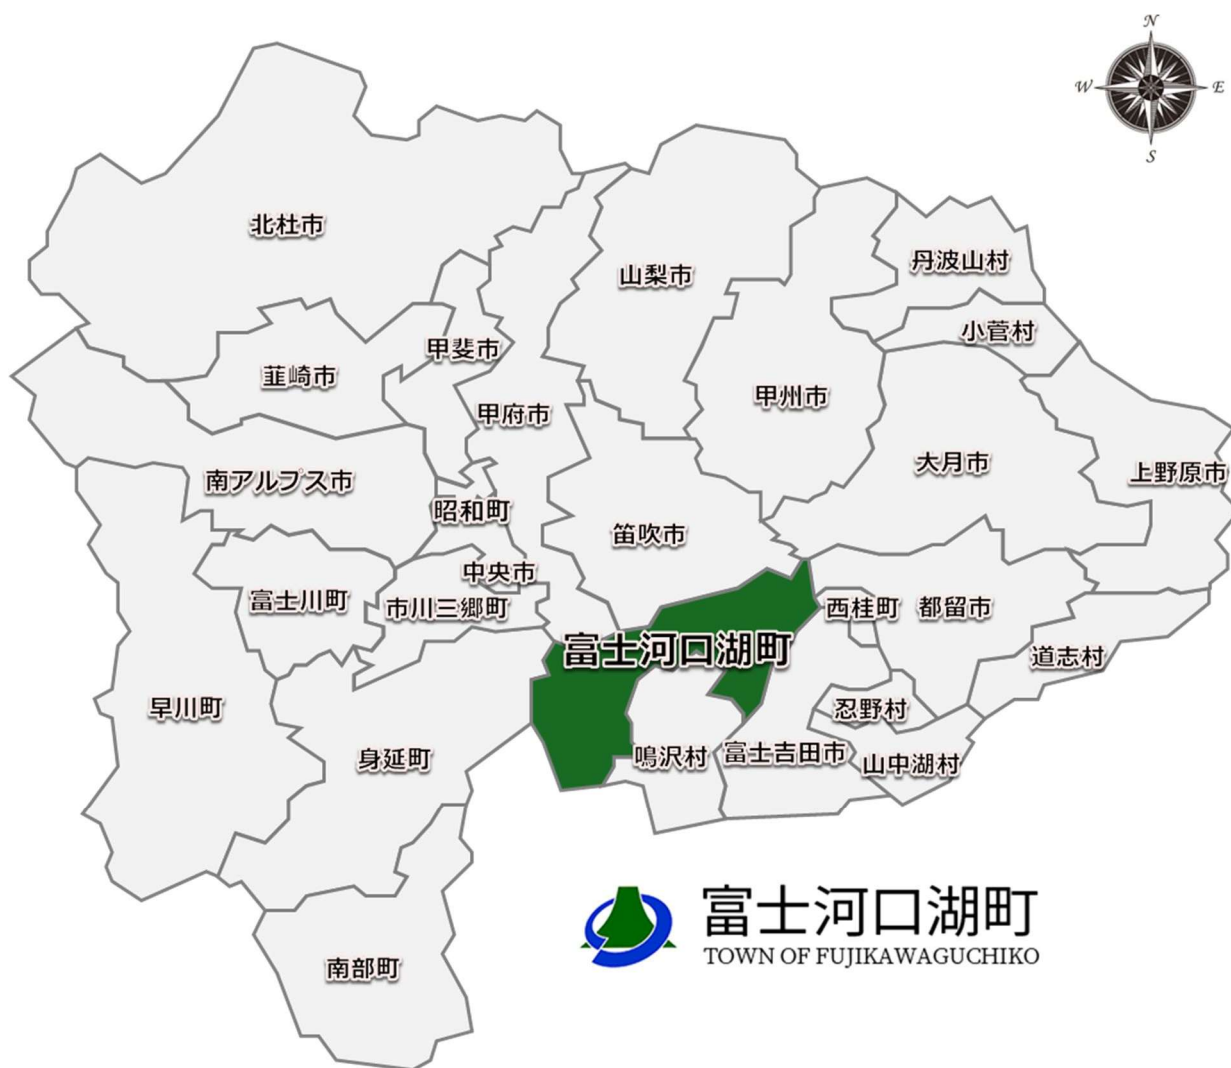 N
W
E
S
北杜市
丹波山村
山梨市
小菅村
甲斐市
韮崎市
甲州市
甲府市
大月市
上野原市
南アルプス市
昭和町
笛吹市
中央市
富士川町
市川三郷町
西桂町
都留市
富士河口湖町
道志村
早川町
忍野村
身延町
鳴沢村
富士吉田市
山中湖村
富士河口湖町
TOWN OF FUJIKAWAGUCHIKO
南部町